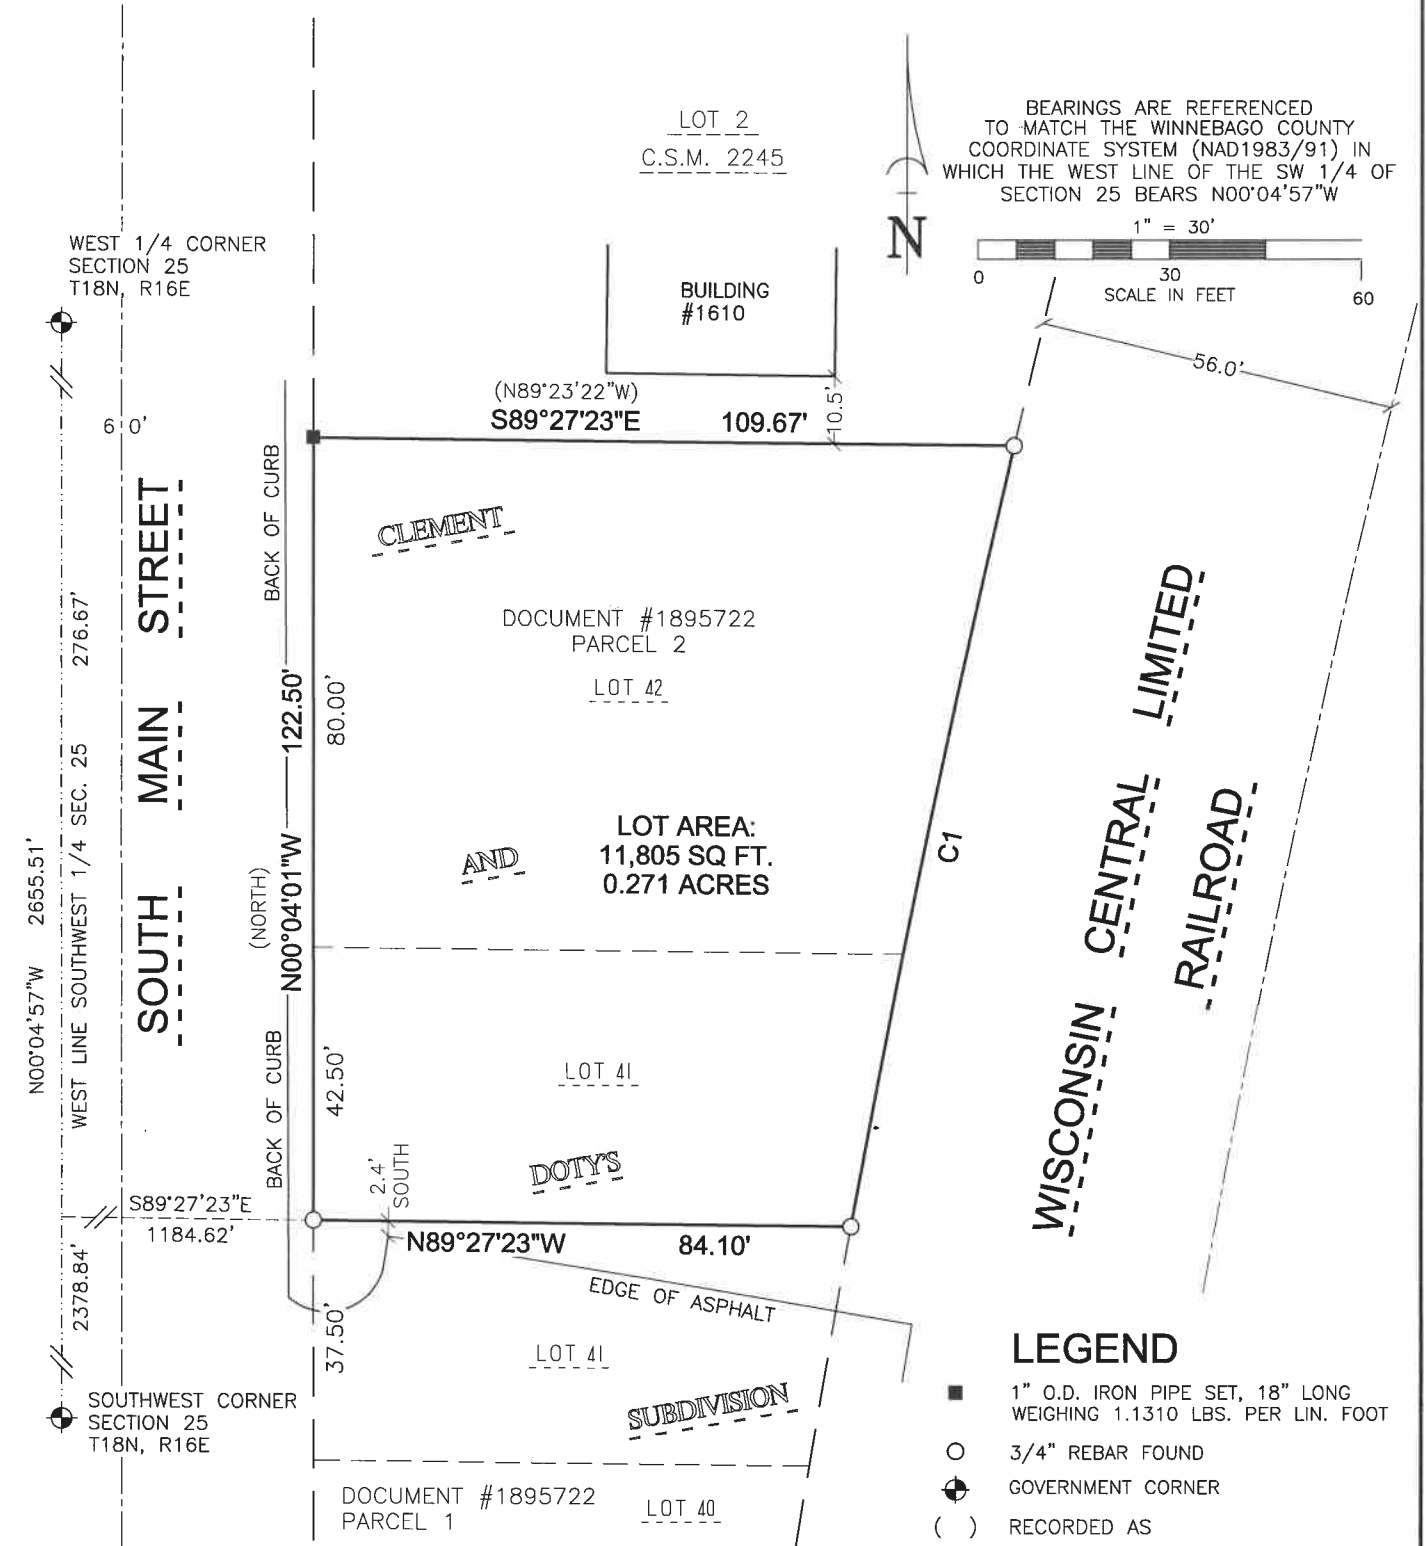 LOT 2
C.S.M. 2245
BEARINGS ARE REFERENCED
TO MATCH THE WINNEBAGO COUNTY
COORDINATE SYSTEM (NAD1983/91) IN
WHICH THE WEST LINE OF THE SW 1/4 OF
SECTION 25 BEARS N00°04'57"W
N
1" = 30'
0
30
60
SCALE IN FEET
WEST 1/4 CORNER
SECTION 25
T18N, R16E
BUILDING
#1610
56.0'
(N89°23'22"W)
S89°27'23"E 109.67'
10.5'
BACK OF CURB
CLEMENT
DOCUMENT #1895722
PARCEL 2
LOT 42
276.67'
SOUTH MAIN STREET
122.50'
80.00'
LOT AREA:
11,805 SQ FT.
0.271 ACRES
AND
C1
WISCONSIN CENTRAL LIMITED
RAILROAD
N00°04'57"W 2655.51'
WEST LINE SOUTHWEST 1/4 SEC. 25
(NORTH)
N00°04'01"W
BACK OF CURB
42.50'
LOT 41
DOTY'S
2.4'
SOUTH
S89°27'23"E
1184.62'
N89°27'23"W 84.10'
2378.84'
37.50'
EDGE OF ASPHALT
LOT 41
SUBDIVISION
SOUTHWEST CORNER
SECTION 25
T18N, R16E
DOCUMENT #1895722
PARCEL 1
LOT 40
LEGEND
1" O.D. IRON PIPE SET, 18" LONG
WEIGHING 1.1310 LBS. PER LIN. FOOT
3/4" REBAR FOUND
GOVERNMENT CORNER
( ) RECORDED AS